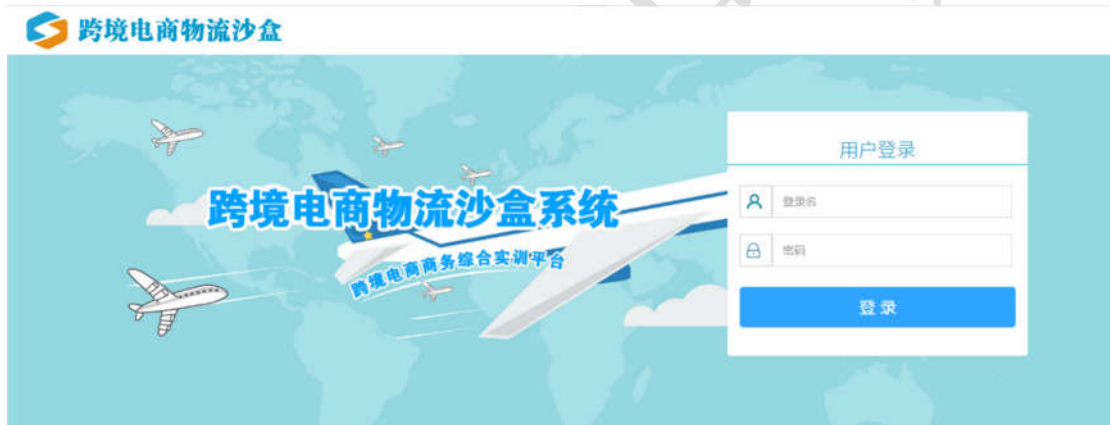 跨境电商物流沙盒
用户登录
跨境电商物流沙盒系统
跨境电商商务综合实训平台
登录名
密码
登录